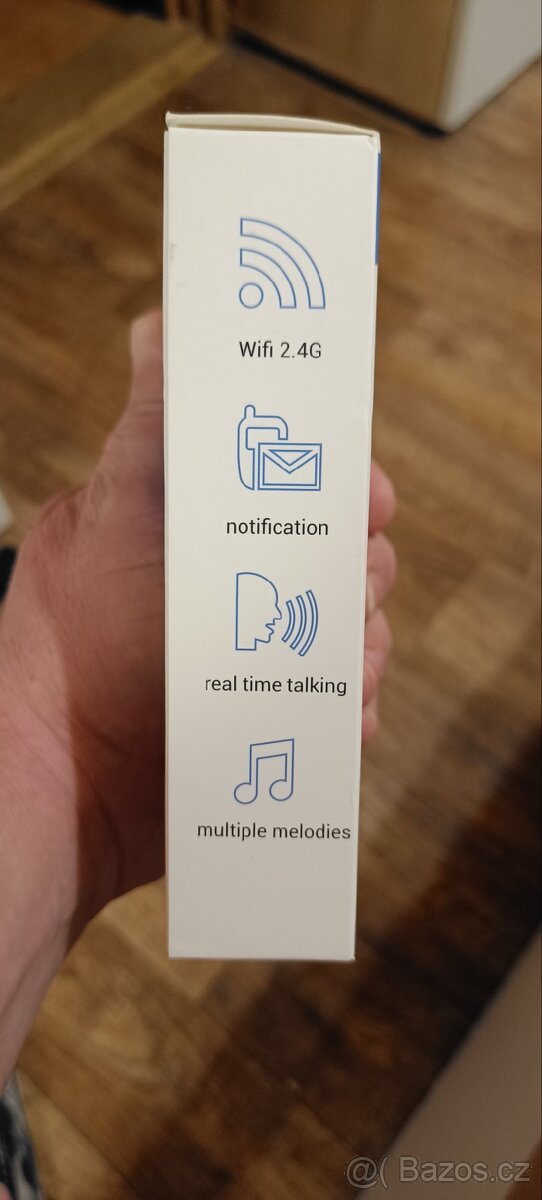 Wifi 2.4G
notification
real time talking
multiple melodies
@( Bazos.cz